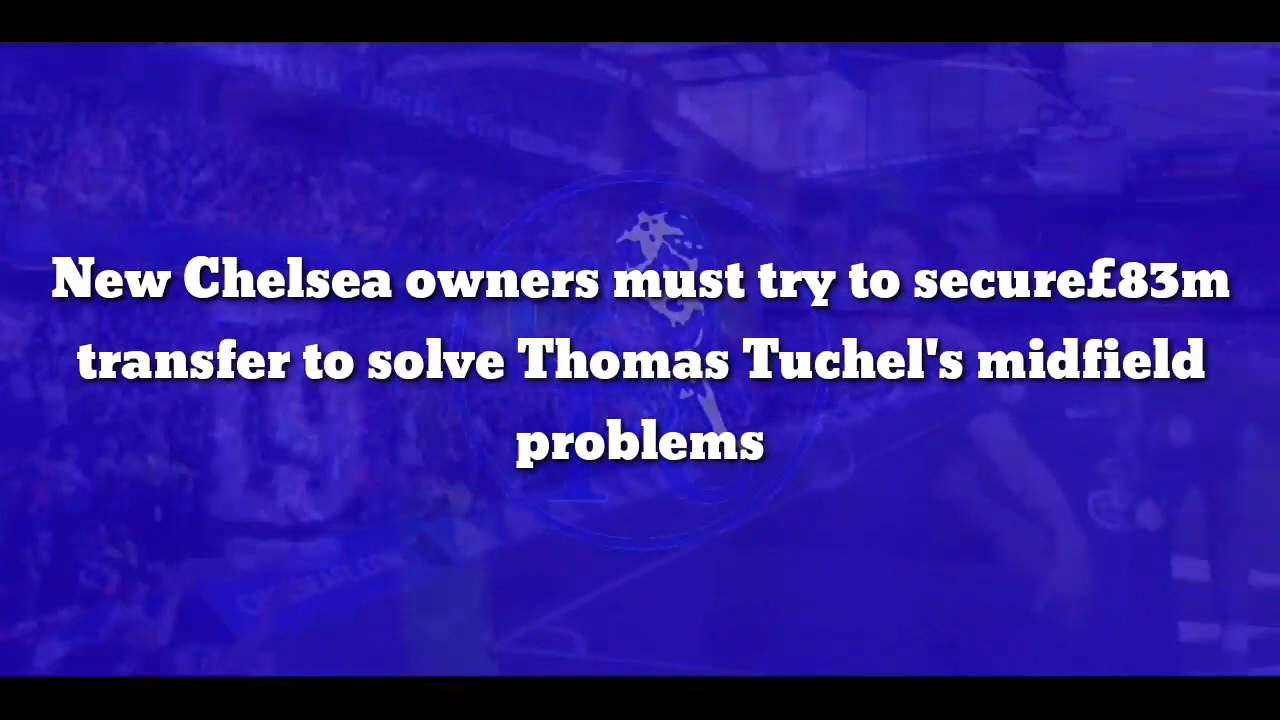 New Chelsea owners must try to secure£83m
transfer to solve Thomas Tuchel's midfield
problems